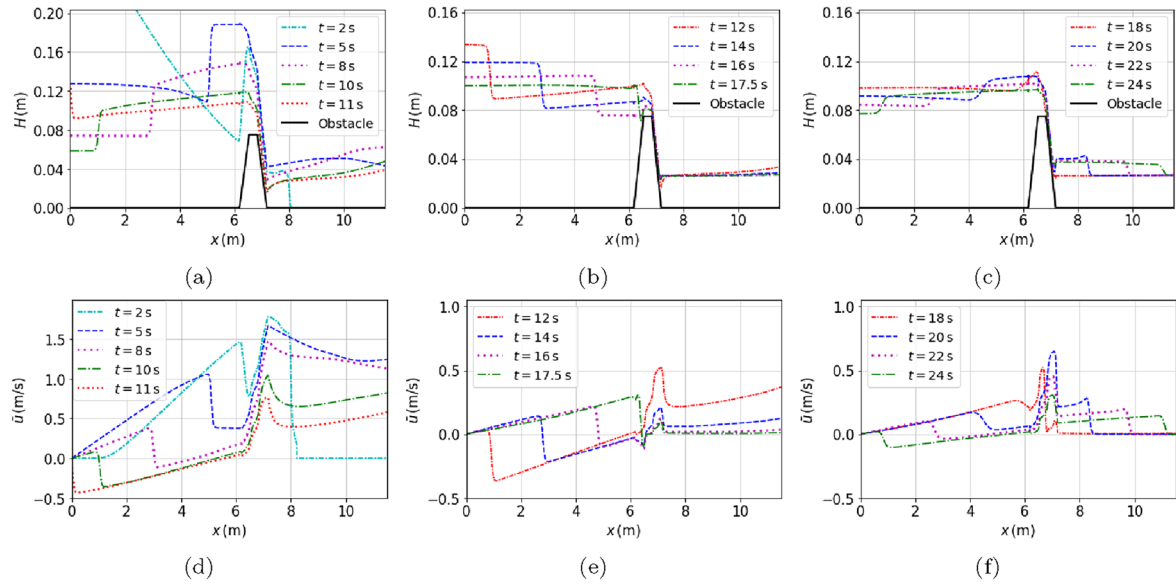 0.20
0.16
0.12
0.08
0.04
0.00
H (m)
0 2 4 6 8 10
x (m)
t = 2 s
t = 5 s
t = 8 s
t = 10 s
t = 11 s
Obstacle
(a)
0.16
0.12
0.08
0.04
0.00
H (m)
0 2 4 6 8 10
x (m)
t = 12 s
t = 14 s
t = 16 s
t = 17.5 s
Obstacle
(b)
0.16
0.12
0.08
0.04
0.00
H (m)
0 2 4 6 8 10
x (m)
t = 18 s
t = 20 s
t = 22 s
t = 24 s
Obstacle
(c)
1.5
1.0
0.5
0.0
−0.5
ū (m/s)
0 2 4 6 8 10
x (m)
t = 2 s
t = 5 s
t = 8 s
t = 10 s
t = 11 s
(d)
1.0
0.5
0.0
−0.5
ū (m/s)
0 2 4 6 8 10
x (m)
t = 12 s
t = 14 s
t = 16 s
t = 17.5 s
(e)
1.0
0.5
0.0
−0.5
ū (m/s)
0 2 4 6 8 10
x (m)
t = 18 s
t = 20 s
t = 22 s
t = 24 s
(f)